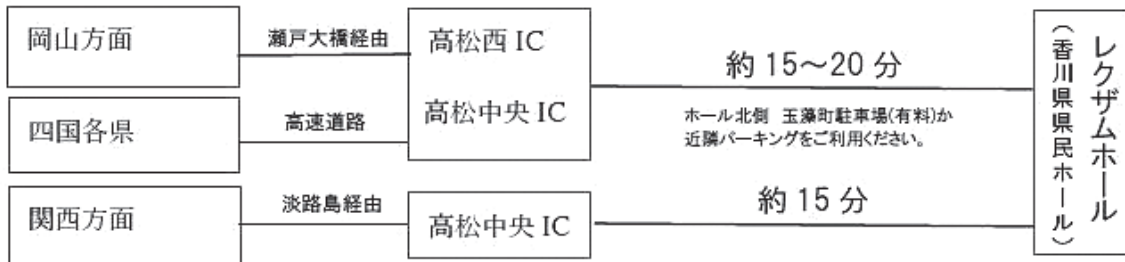 岡山方面
瀬戸大橋経由
高松西 IC
高松中央 IC
四国各県
高速道路
約 15～20 分
ホール北側　玉藻町駐車場(有料)か
近隣パーキングをご利用ください。
関西方面
淡路島経由
高松中央 IC
約 15 分
レクザムホール
（香川県県民ホール）